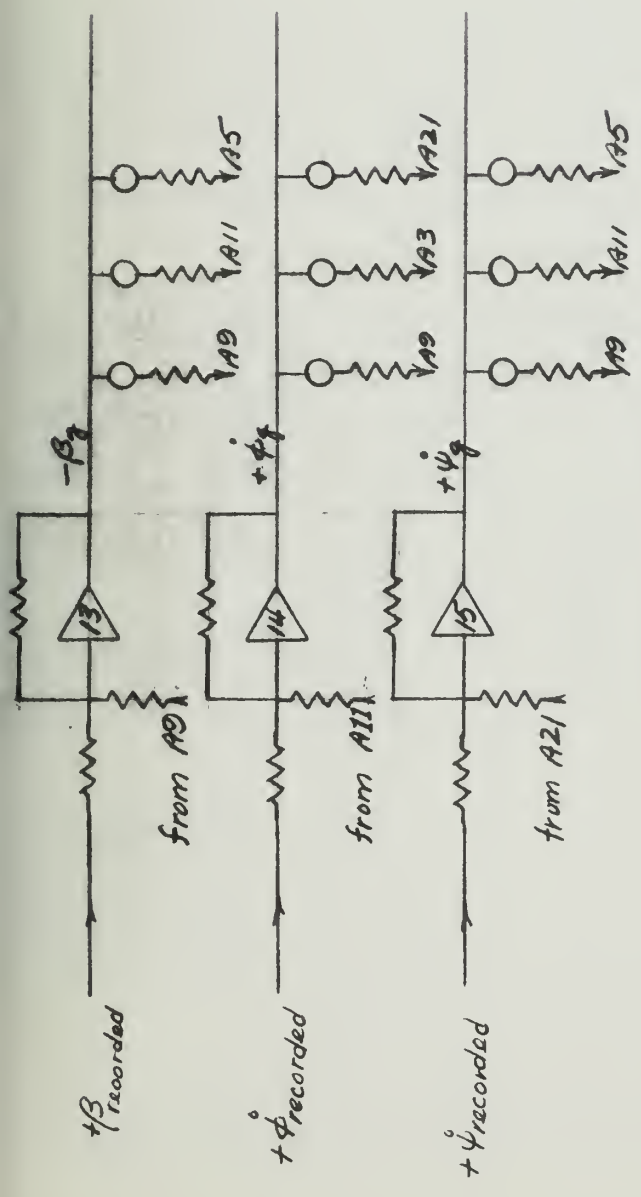 +β recorded
from A9
13
-βg
A9
A11
A5
+φ̇ recorded
from A11
14
+φ̇g
A9
A3
A21
+ψ̇ recorded
from A21
15
+ψ̇g
A9
A11
A5